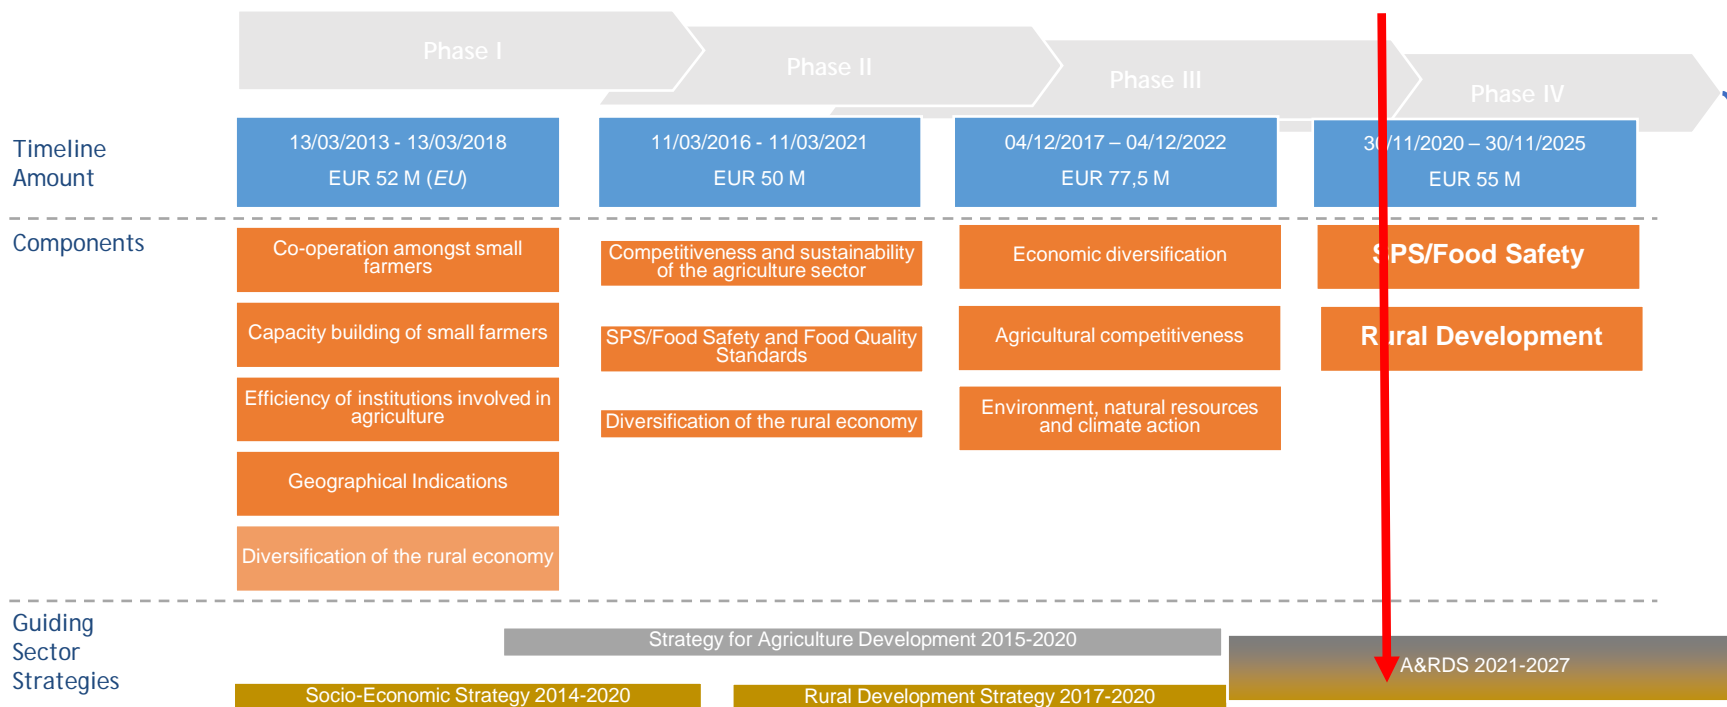 Phase I
Phase II
Phase III
Phase IV
Timeline
Amount
13/03/2013 - 13/03/2018
EUR 52 M (EU)
11/03/2016 - 11/03/2021
EUR 50 M
04/12/2017 – 04/12/2022
EUR 77,5 M
30/11/2020 – 30/11/2025
EUR 55 M
Components
Co-operation amongst small
farmers
Capacity building of small farmers
Efficiency of institutions involved in
agriculture
Geographical Indications
Diversification of the rural economy
Competitiveness and sustainability
of the agriculture sector
SPS/Food Safety and Food Quality
Standards
Diversification of the rural economy
Economic diversification
Agricultural competitiveness
Environment, natural resources
and climate action
SPS/Food Safety
Rural Development
Guiding
Sector
Strategies
Strategy for Agriculture Development 2015-2020
Socio-Economic Strategy 2014-2020
Rural Development Strategy 2017-2020
A&RDS 2021-2027